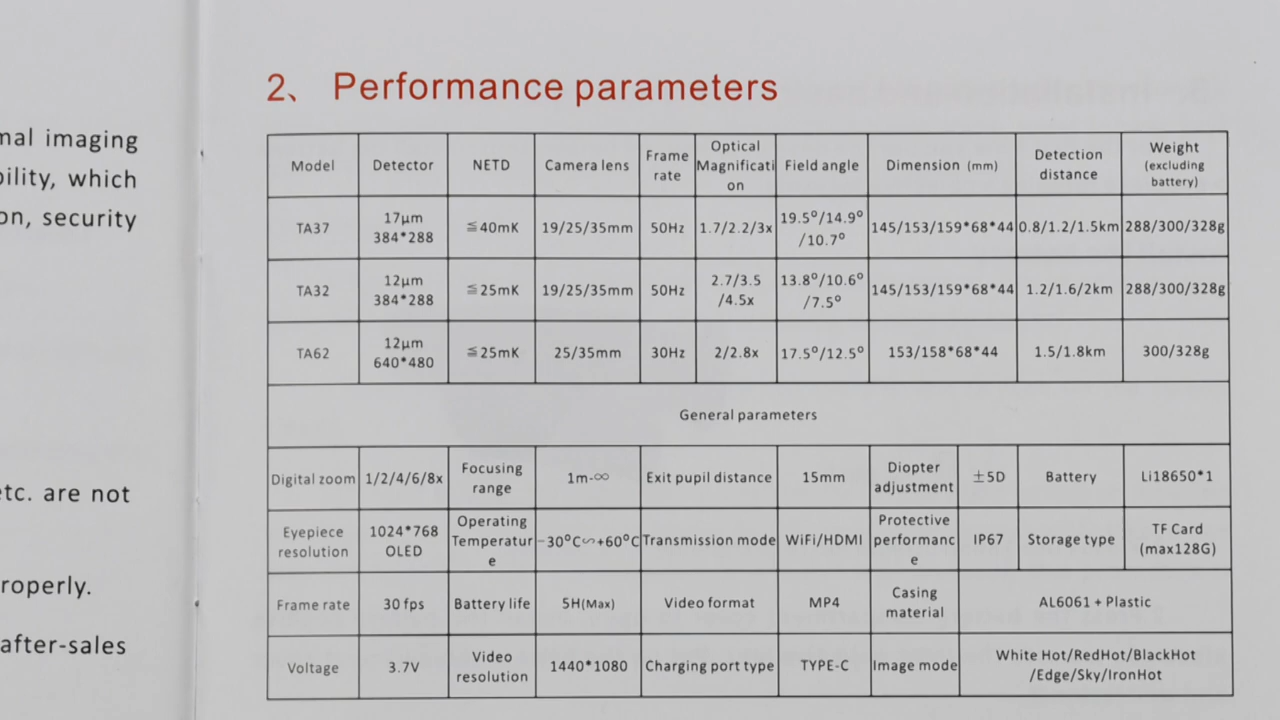 mal imaging
bility, which
on, security
etc. are not
roperly.
after-sales
2、 Performance parameters
Model Detector NETD Camera lens Frame rate Optical Magnificati on Field angle Dimension (mm) Detection distance Weight (excluding battery)
TA37 17μm 384*288 ≦40mK 19/25/35mm 50Hz 1.7/2.2/3x 19.5°/14.9° /10.7° 145/153/159*68*44 0.8/1.2/1.5km 288/300/328g
TA32 12μm 384*288 ≦25mK 19/25/35mm 50Hz 2.7/3.5 /4.5x 13.8°/10.6° /7.5° 145/153/159*68*44 1.2/1.6/2km 288/300/328g
TA62 12μm 640*480 ≦25mK 25/35mm 30Hz 2/2.8x 17.5°/12.5° 153/158*68*44 1.5/1.8km 300/328g
General parameters
Digital zoom 1/2/4/6/8x Focusing range 1m-∞ Exit pupil distance 15mm Diopter adjustment ±5D Battery Li18650*1
Eyepiece resolution 1024*768 OLED Operating Temperatur e -30°C∽+60°C Transmission mode WiFi/HDMI Protective performanc e IP67 Storage type TF Card (max128G)
Frame rate 30 fps Battery life 5H(Max) Video format MP4 Casing material AL6061 + Plastic
Voltage 3.7V Video resolution 1440*1080 Charging port type TYPE-C Image mode White Hot/RedHot/BlackHot /Edge/Sky/IronHot